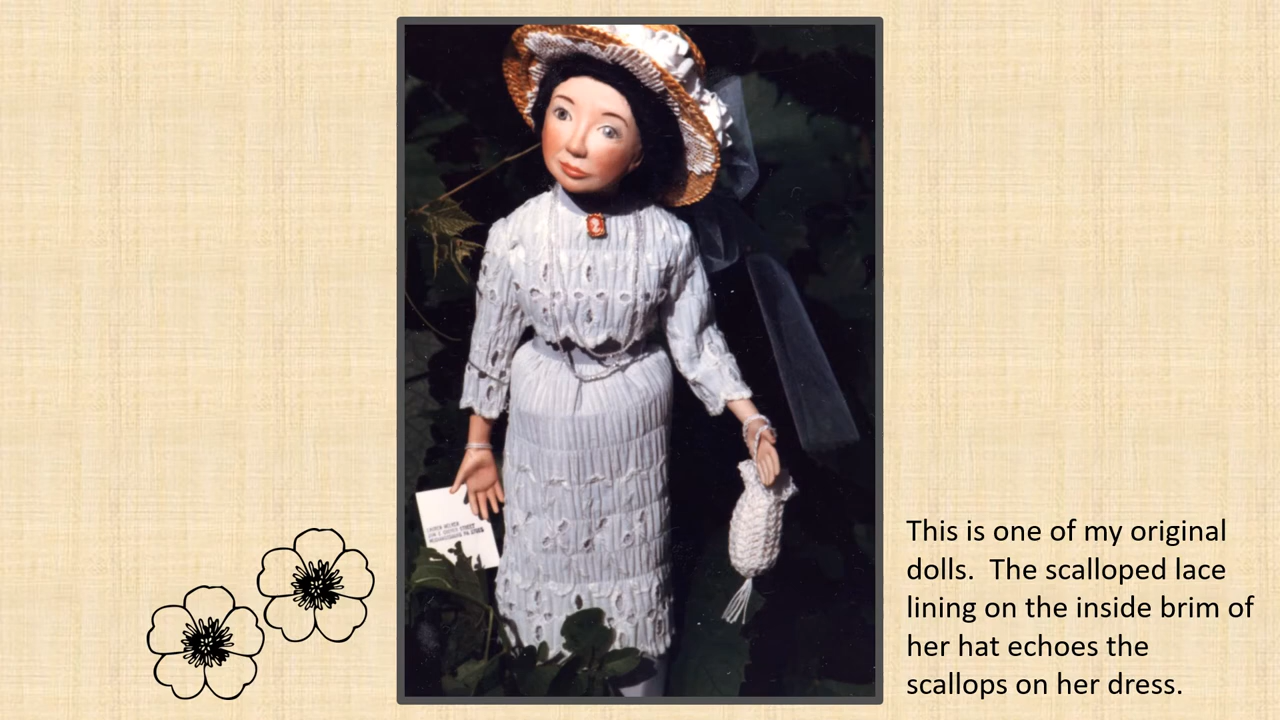 This is one of my original
dolls.  The scalloped lace
lining on the inside brim of
her hat echoes the
scallops on her dress.